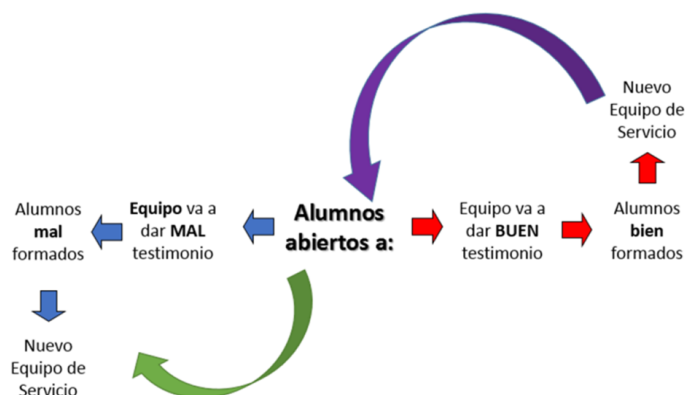 Nuevo
Equipo de
Servicio
Alumnos
mal
formados
Equipo va a
dar MAL
testimonio
Alumnos
abiertos a:
Equipo va a
dar BUEN
testimonio
Alumnos
bien
formados
Nuevo
Equipo de
Servicio